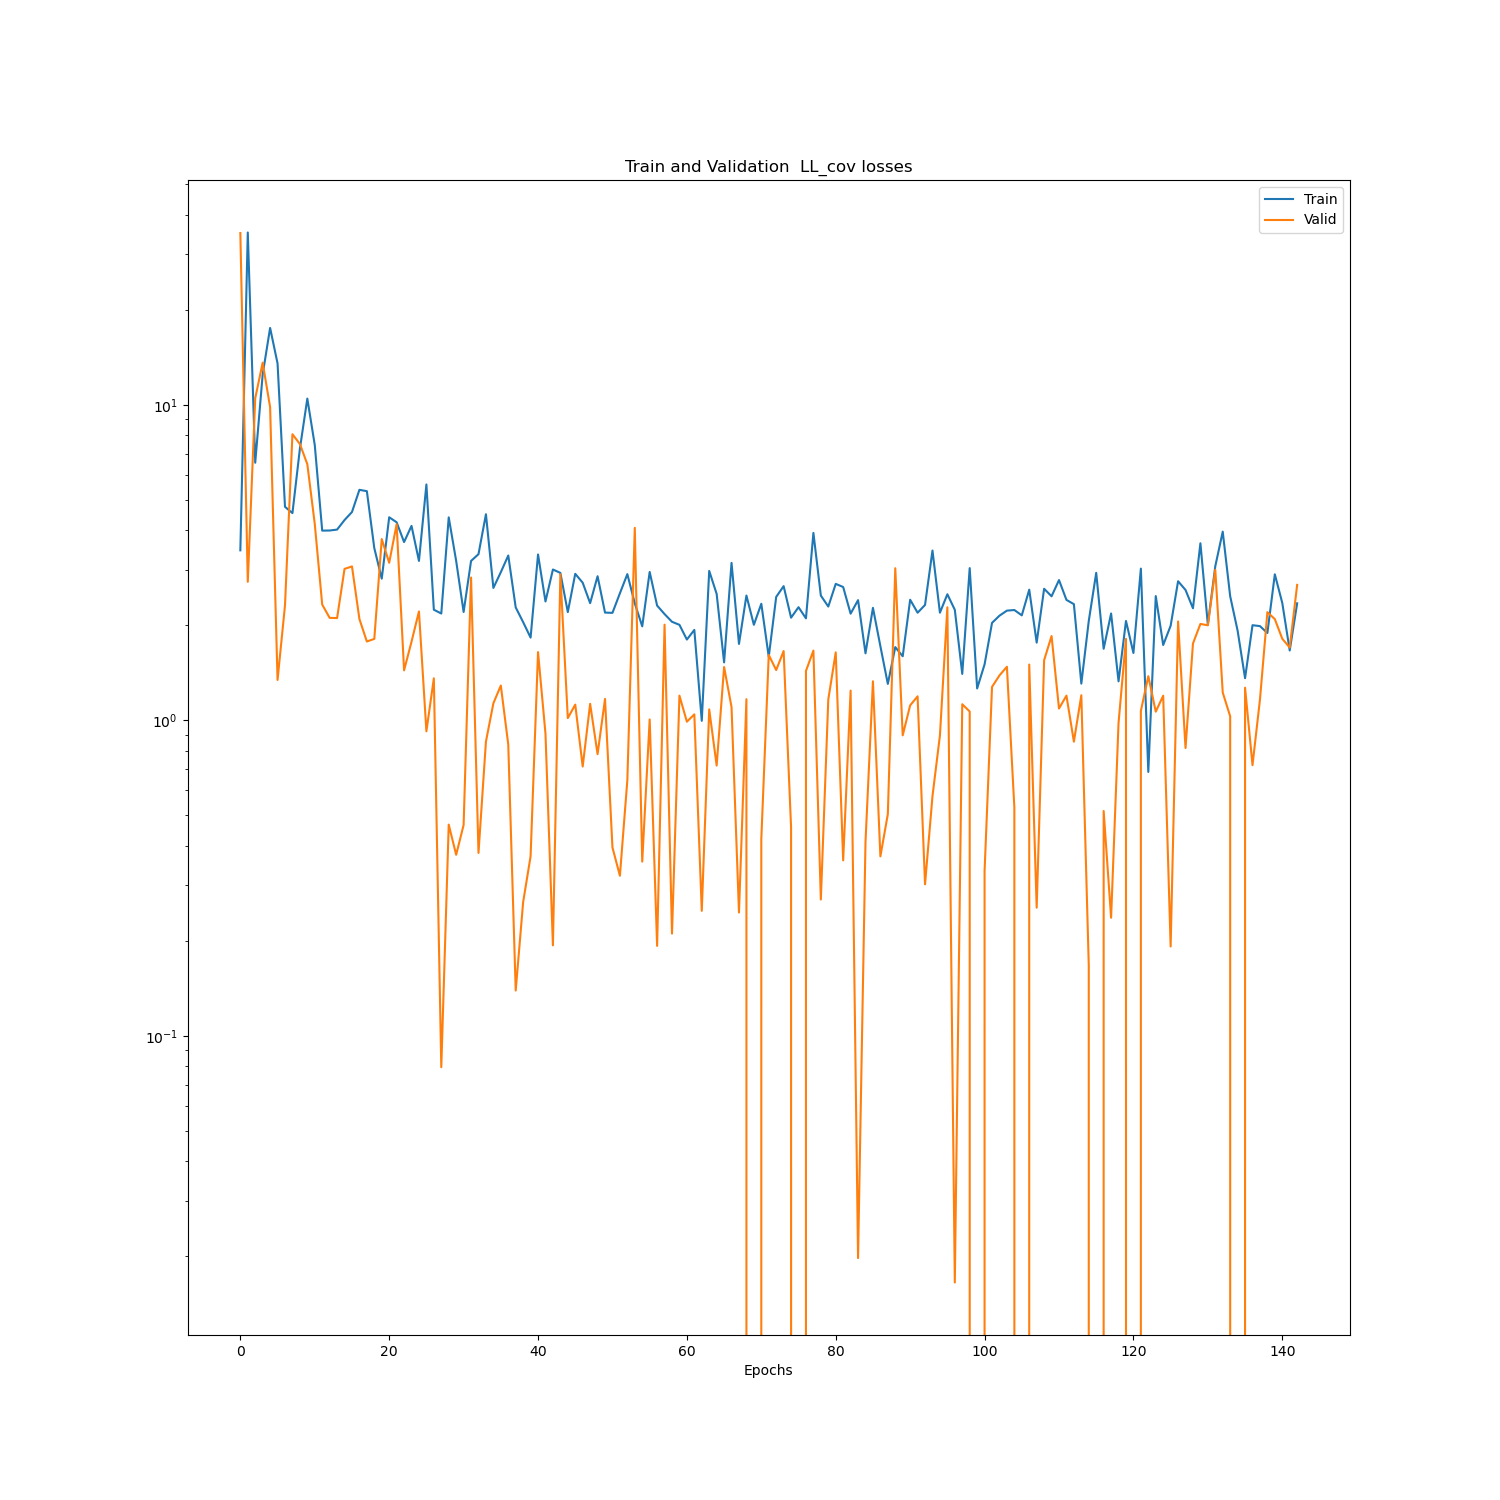 Train and Validation  LL_cov losses
Train
Valid
10¹
10⁰
10⁻¹
0 20 40 60 80 100 120 140
Epochs